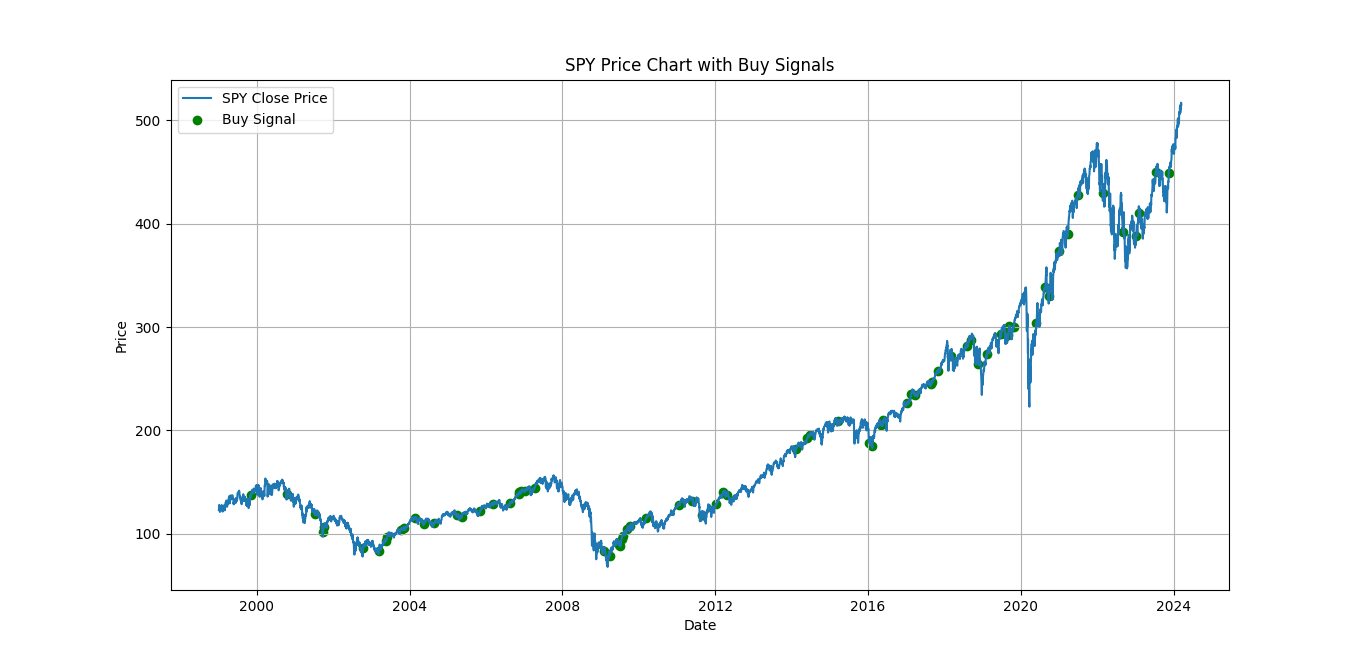 SPY Price Chart with Buy Signals
SPY Close Price
Buy Signal
500
400
300
200
100
Price
2000 2004 2008 2012 2016 2020 2024
Date